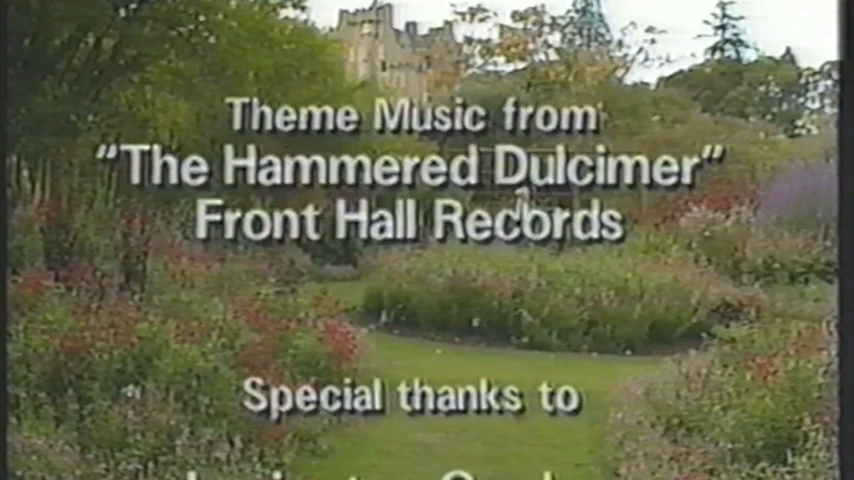 Theme Music from
"The Hammered Dulcimer"
Front Hall Records
Special thanks to